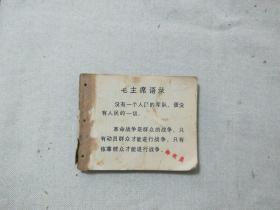 毛主席语录
没有一个人民的军队，便没
有人民的一切。
革命战争是群众的战争，只
有动员群众才能进行战争，只有
依靠群众才能进行战争。